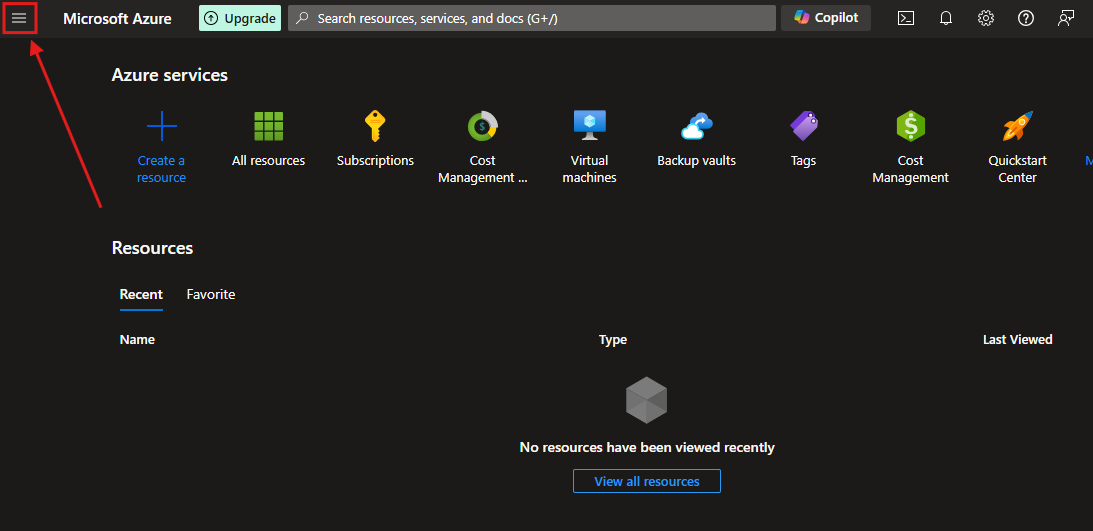 Microsoft Azure
Upgrade
Search resources, services, and docs (G+/)
Copilot
Azure services
Create a
resource
All resources
Subscriptions
Cost
Management ...
Virtual
machines
Backup vaults
Tags
Cost
Management
Quickstart
Center
Resources
Recent
Favorite
Name
Type
Last Viewed
No resources have been viewed recently
View all resources